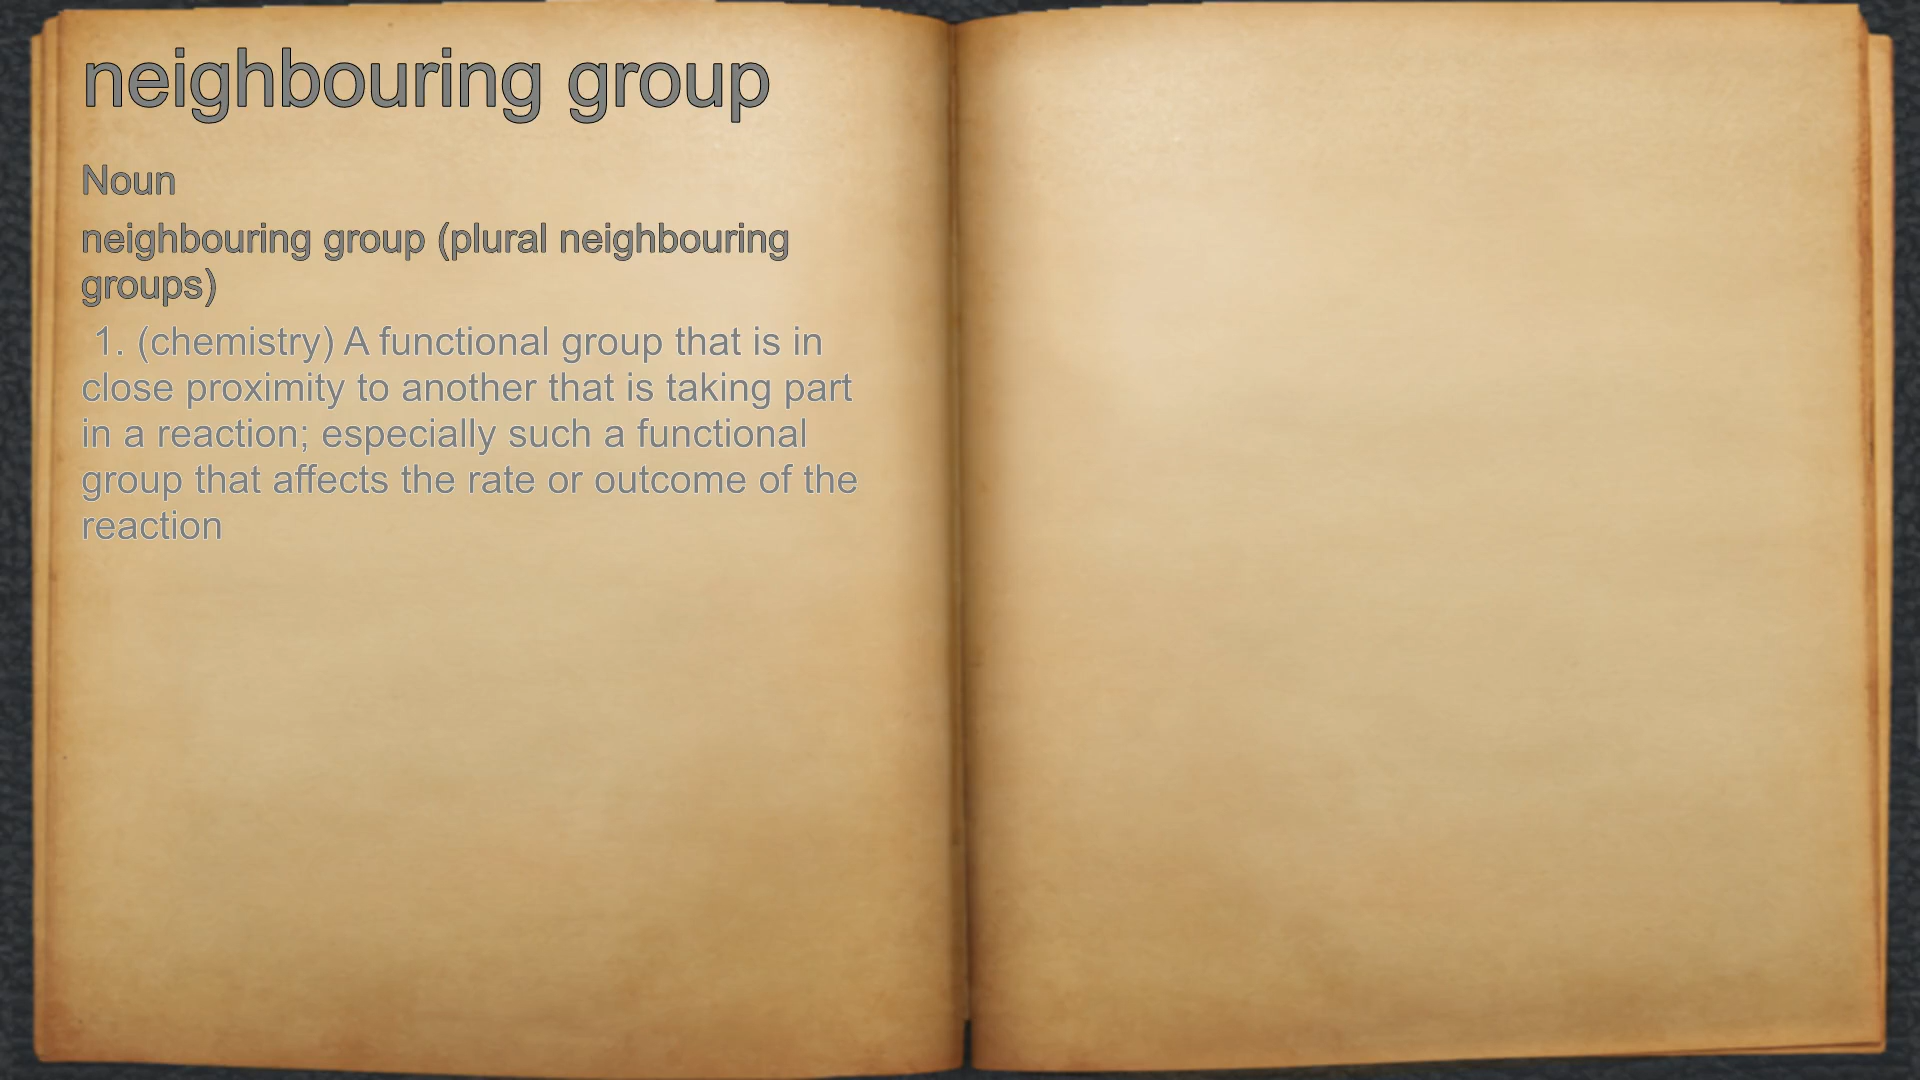 neighbouring group
Noun
neighbouring group (plural neighbouring
groups)
1. (chemistry) A functional group that is in
close proximity to another that is taking part
in a reaction; especially such a functional
group that affects the rate or outcome of the
reaction